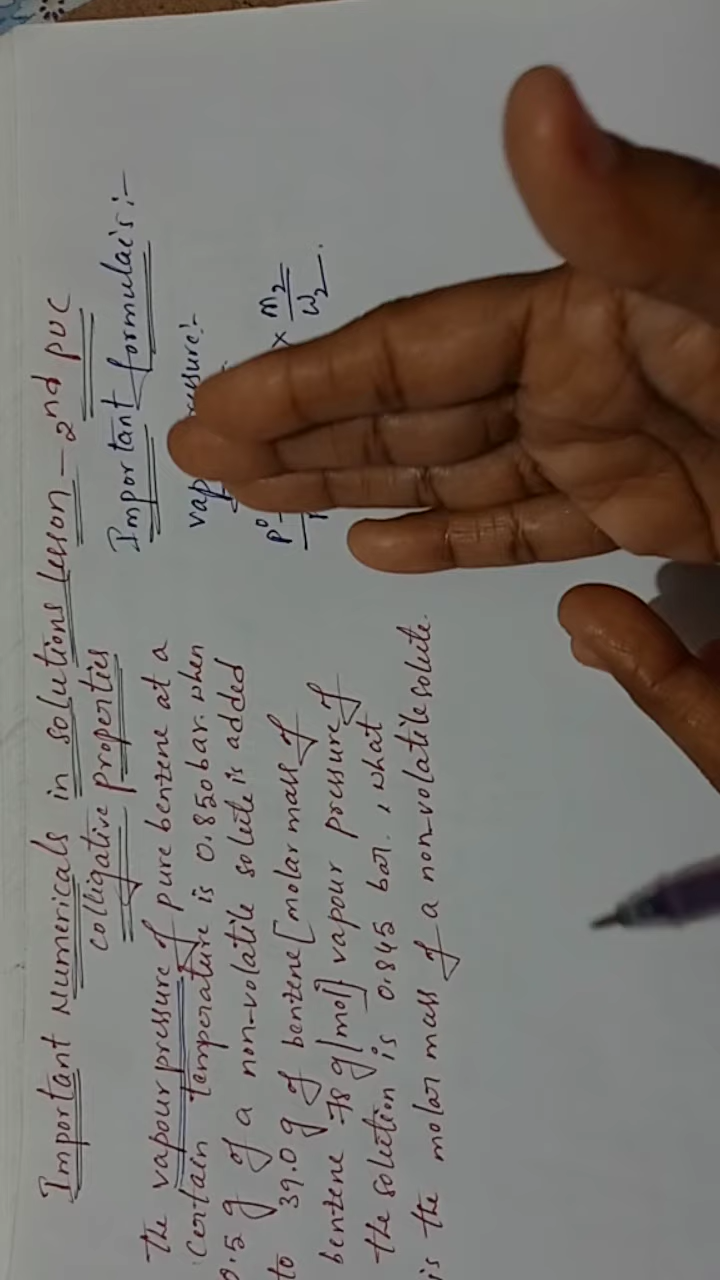 Important Numericals in solutions lesson - 2nd PUC
colligative properties
The vapour pressure of pure benzene at a
certain temperature is 0.850 bar. when
0.5 g of a non-volatile solute is added
to 39.0 g of benzene [molar mass of
benzene 78 g/mol] vapour pressure of
the solution is 0.845 bar. , what
is the molar mass of a non-volatile solute.
Important formulae's :-
P° × m2
W2